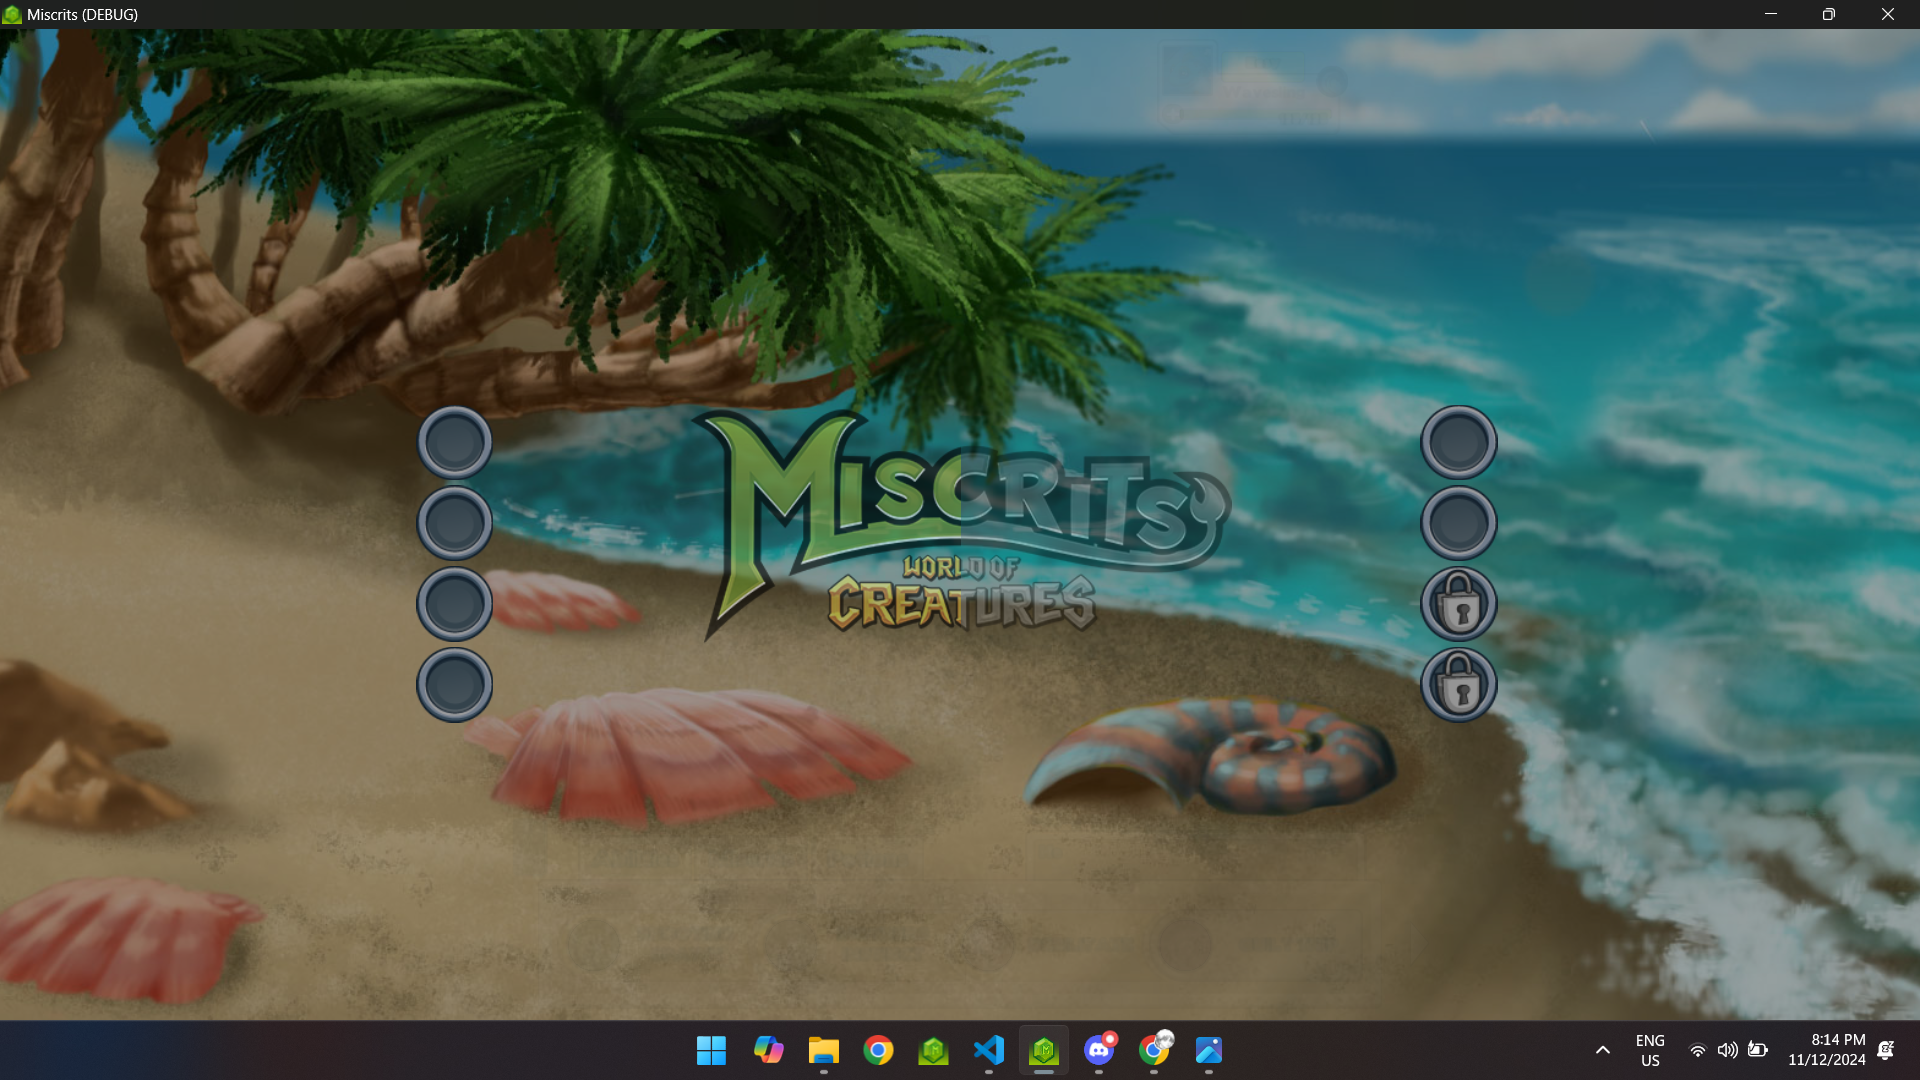 Miscrits (DEBUG)
MISCRITS
WORLD OF
CREATURES
ENG
US
8:14 PM
11/12/2024